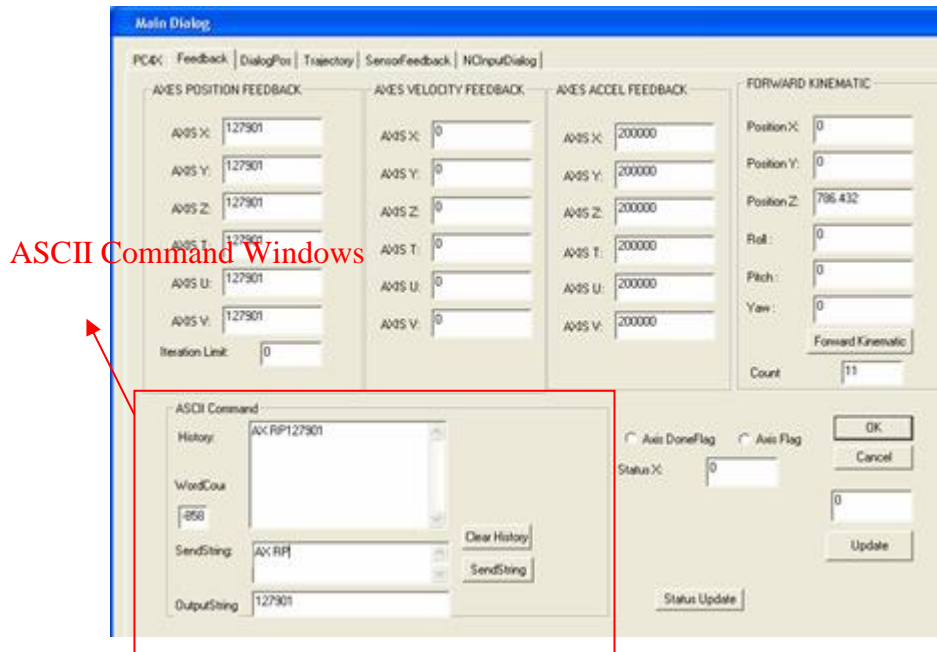 Main Dialog
PC4X Feedback DialogPos Trajectory SensorFeedback NCInputDialog
AXES POSITION FEEDBACK
AXIS X: 127901
AXIS Y: 127901
AXIS Z: 127901
AXIS T: 127901
AXIS U: 127901
AXIS V: 127901
Iteration Limit: 0
AXES VELOCITY FEEDBACK
AXIS X: 0
AXIS Y: 0
AXIS Z: 0
AXIS T: 0
AXIS U: 0
AXIS V: 0
AXES ACCEL FEEDBACK
AXIS X: 200000
AXIS Y: 200000
AXIS Z: 200000
AXIS T: 200000
AXIS U: 200000
AXIS V: 200000
FORWARD KINEMATIC
Position X: 0
Position Y: 0
Position Z: 786.432
Roll : 0
Pitch : 0
Yaw : 0
Forward Kinematic
Count 11
ASCII Command Windows
ASCII Command
History: AX RP127901
WordCour
-858
Clear History
SendString: AX RP
SendString
OutputString 127901
Axis DoneFlag Axis Flag
Status X: 0
OK
Cancel
0
Update
Status Update